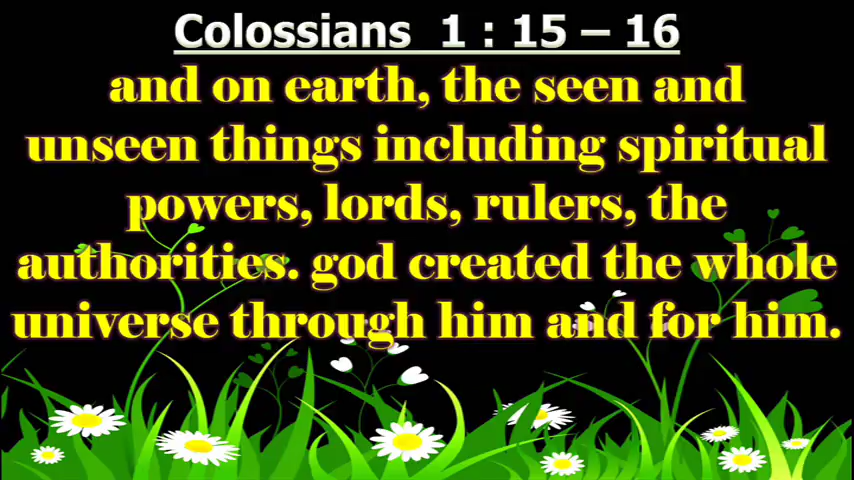 Colossians 1 : 15 – 16
and on earth, the seen and
unseen things including spiritual
powers, lords, rulers, the
authorities. god created the whole
universe through him and for him.